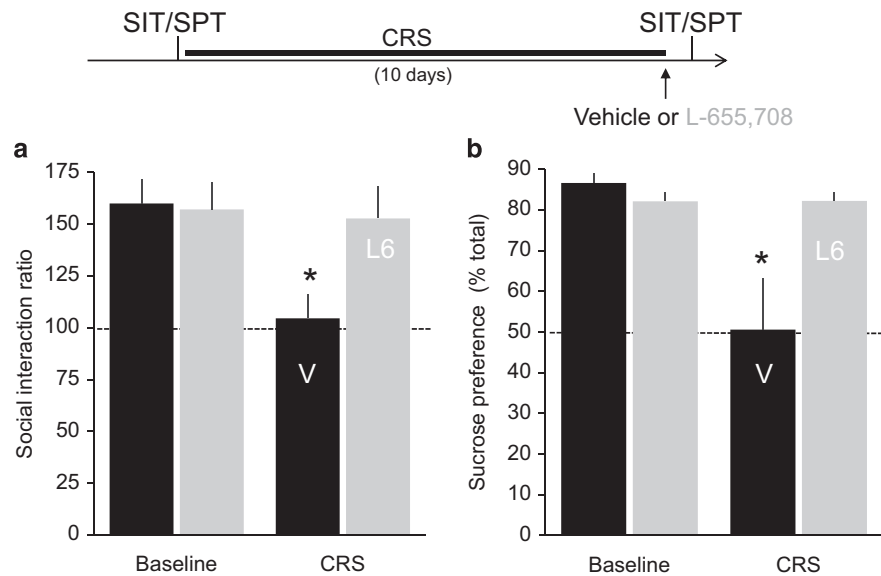 SIT/SPT SIT/SPT
CRS
(10 days)
Vehicle or L-655,708
a
175
150
125
100
75
50
25
0
Social interaction ratio
L6
*
V
Baseline CRS
b
90
80
70
60
50
40
30
20
10
0
Sucrose preference (% total)
L6
*
V
Baseline CRS